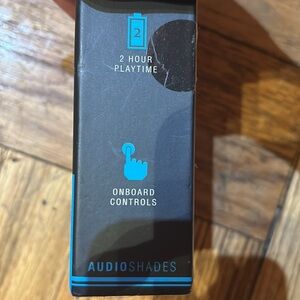 2
2 HOUR
PLAYTIME
ONBOARD
CONTROLS
AUDIOSHADES